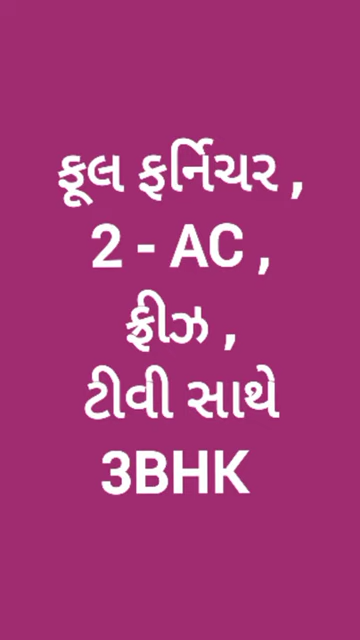 ફૂલ ફર્નિચર ,
2 - AC ,
ફ્રીઝ ,
ટીવી સાથે
3BHK